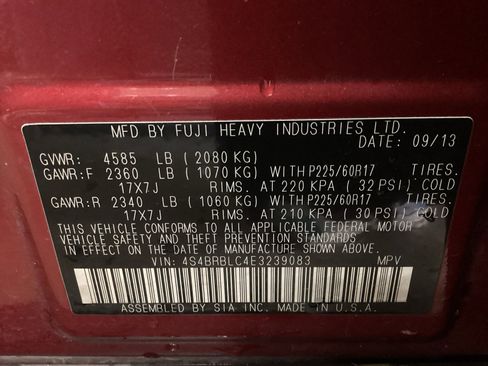 MFD BY FUJI HEAVY INDUSTRIES LTD.
DATE: 09/13
GVWR: 4585 LB (2080 KG)
GAWR:F 2360 LB (1070 KG) WITH P225/60R17 TIRES.
17X7J RIMS. AT 220 KPA (32 PSI) COLD
GAWR:R 2340 LB (1060 KG) WITH P225/60R17 TIRES.
17X7J RIMS. AT 210 KPA (30 PSI) COLD
THIS VEHICLE CONFORMS TO ALL APPLICABLE FEDERAL MOTOR
VEHICLE SAFETY AND THEFT PREVENTION STANDARDS
IN EFFECT ON THE DATE OF MANUFACTURE SHOWN ABOVE.
VIN: 4S4BRBLC4E3239083 MPV
ASSEMBLED BY SIA INC. MADE IN U.S.A.